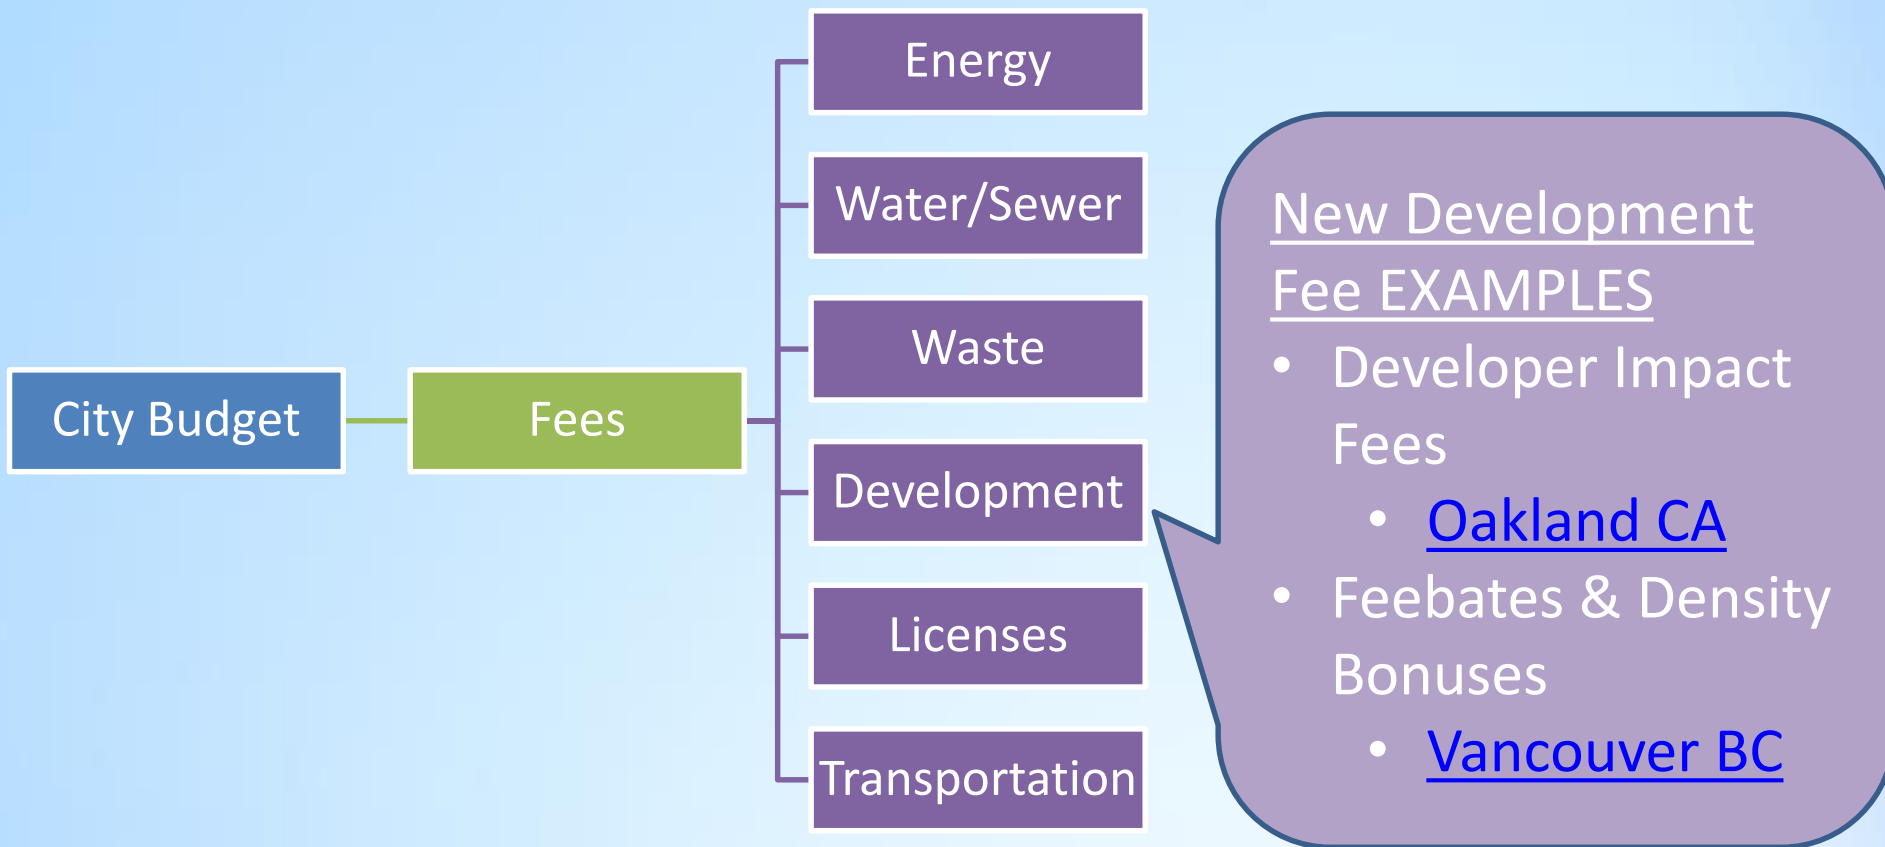 City Budget
Fees
Energy
Water/Sewer
Waste
Development
Licenses
Transportation
New Development
Fee EXAMPLES
• Developer Impact
Fees
• Oakland CA
• Feebates & Density
Bonuses
• Vancouver BC